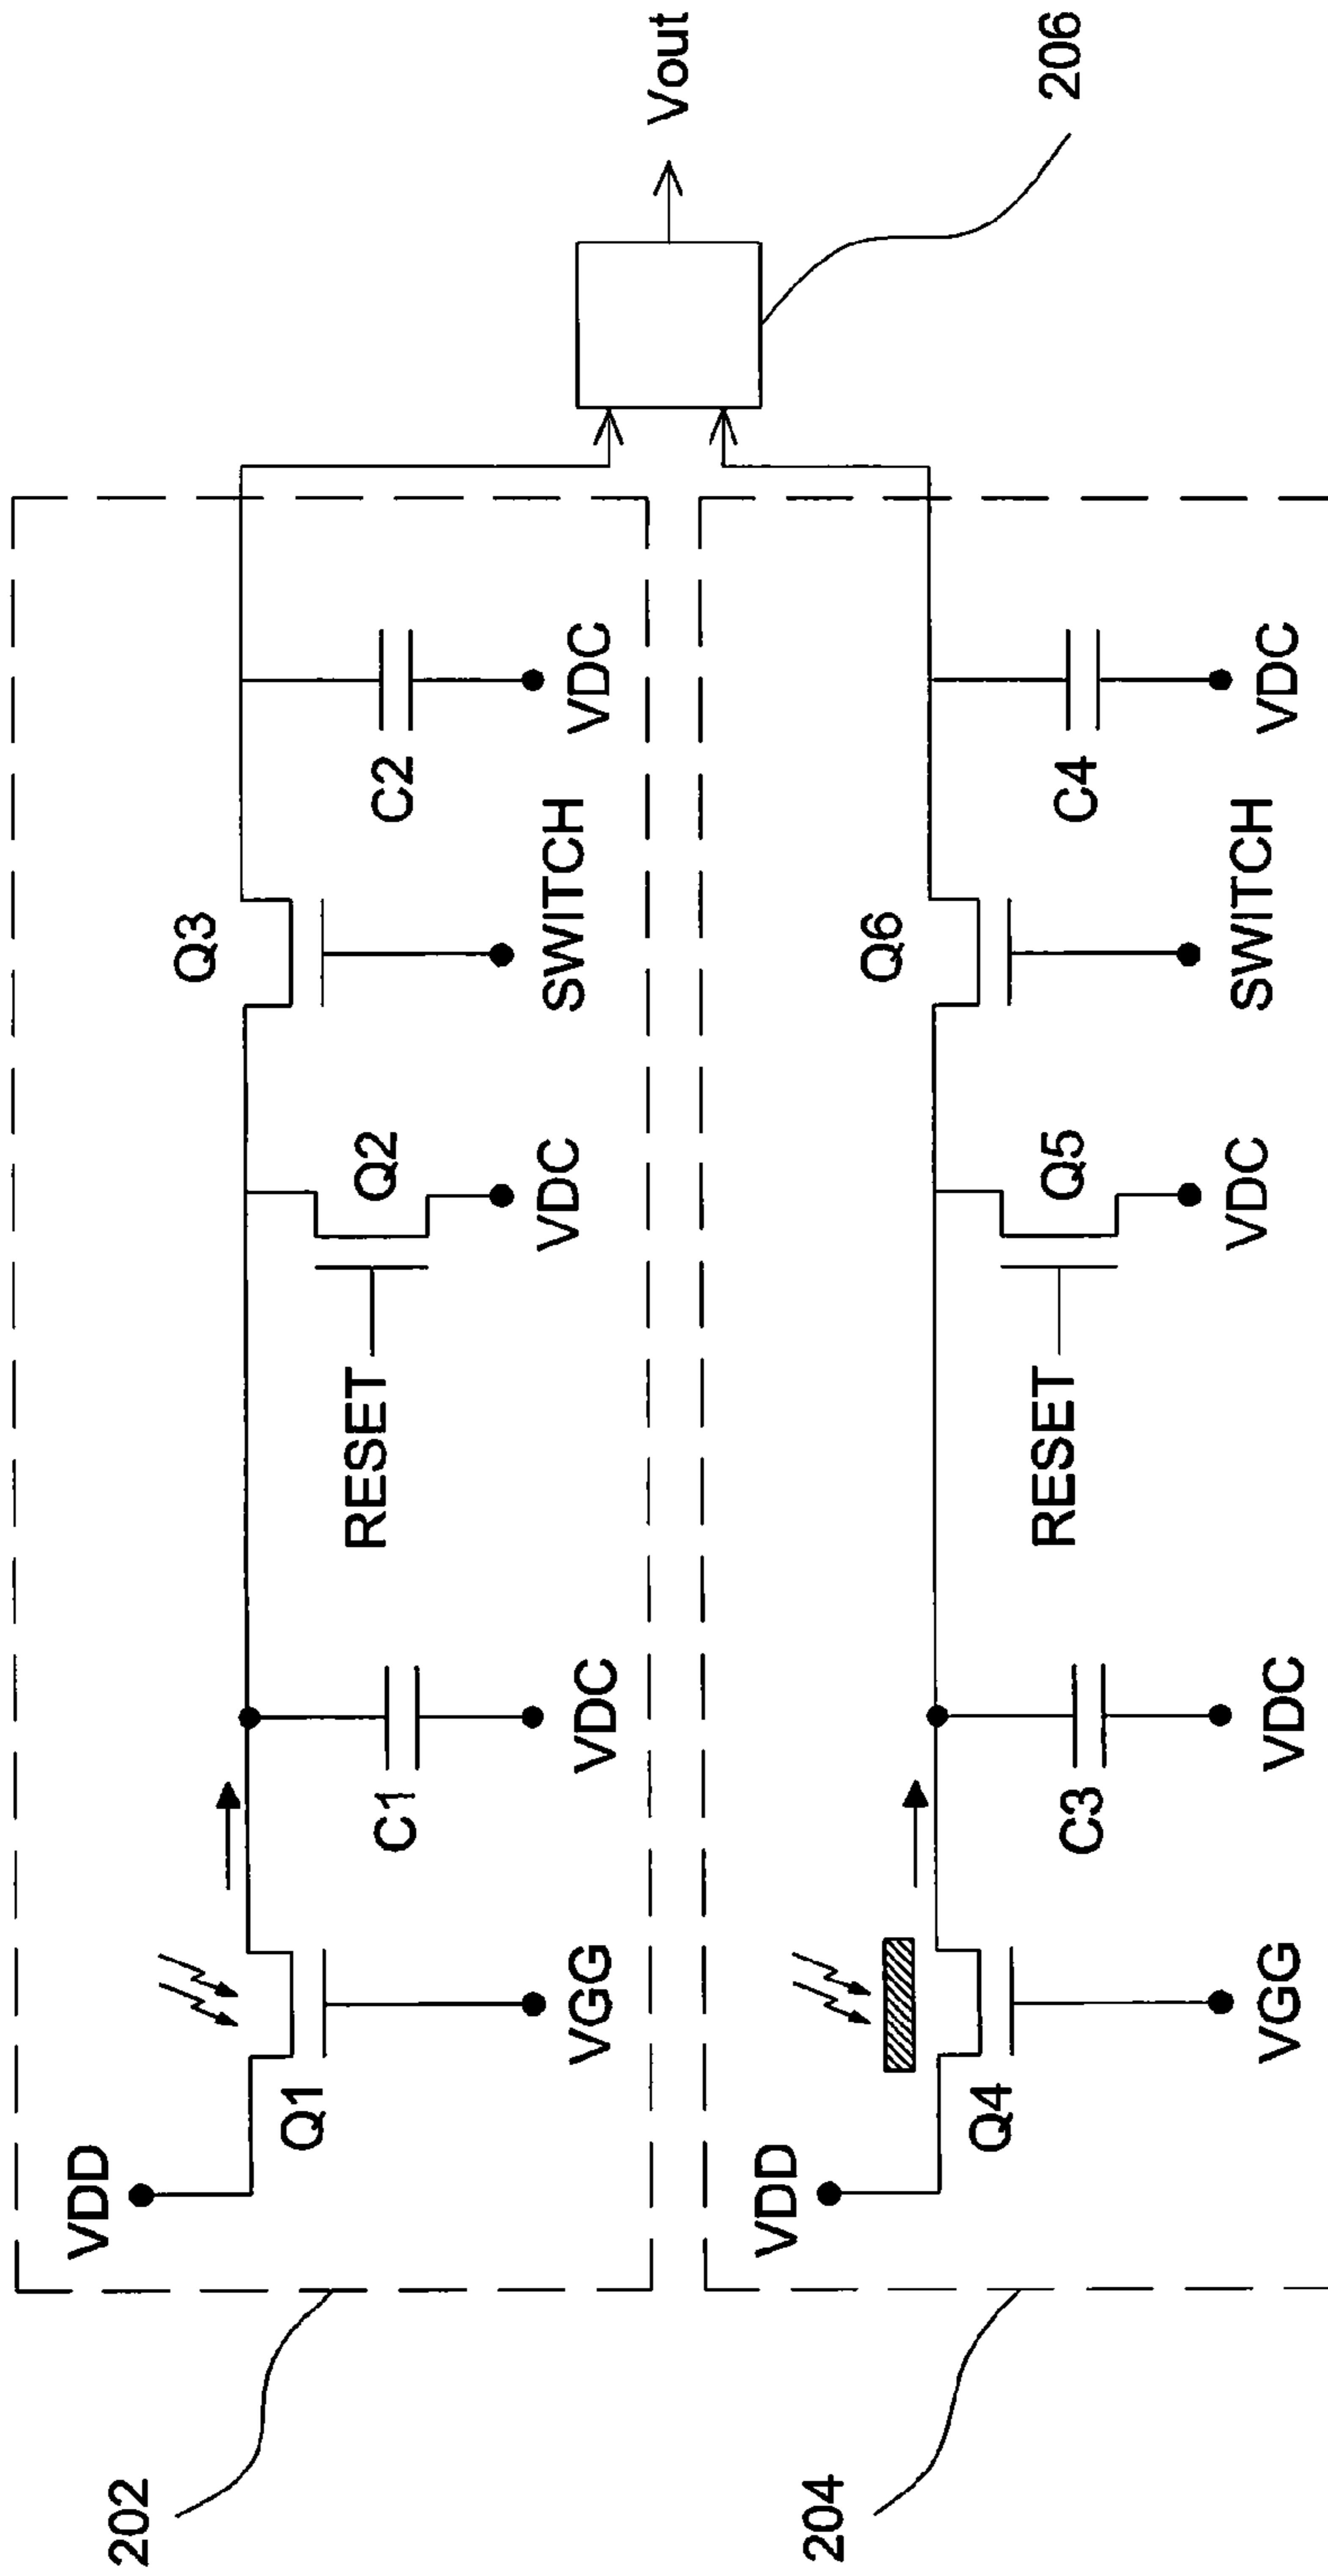 202
VDD
Q1
VGG
C1
VDC
RESET
Q2
VDC
Q3
SWITCH
C2
VDC
Vout
206
204
VDD
Q4
VGG
C3
VDC
RESET
Q5
VDC
Q6
SWITCH
C4
VDC